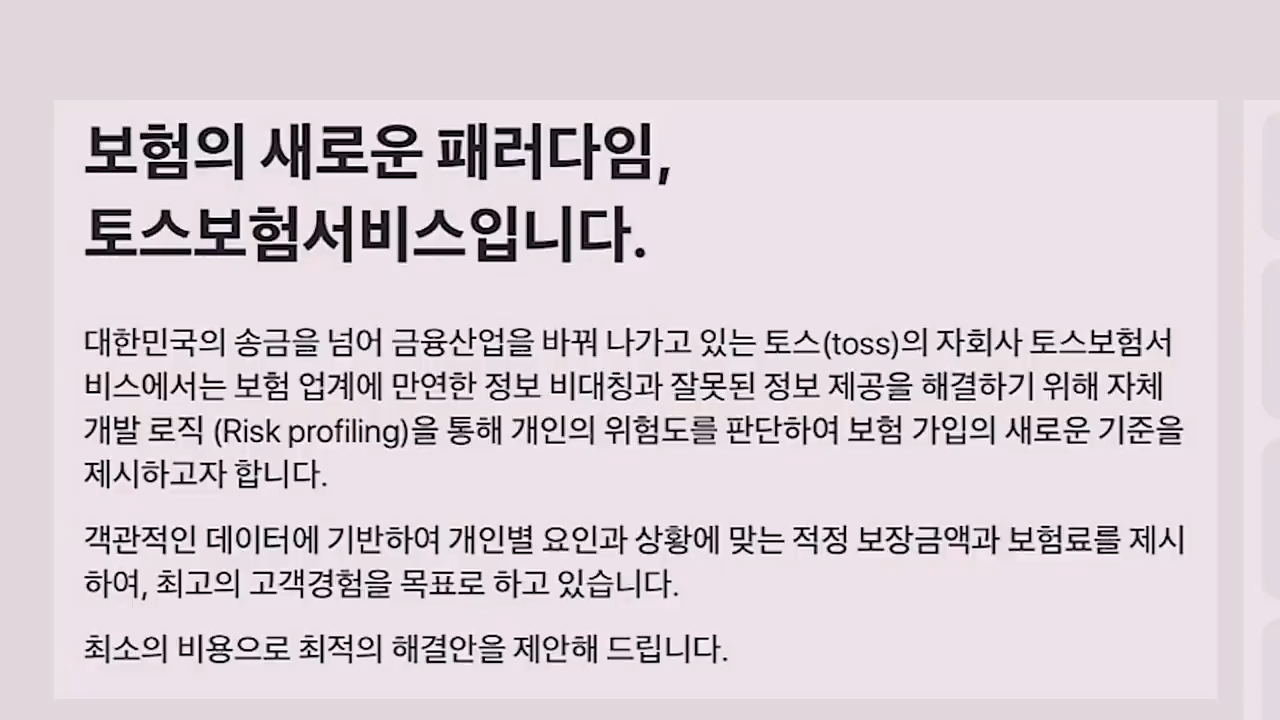 보험의 새로운 패러다임,
토스보험서비스입니다.
대한민국의 송금을 넘어 금융산업을 바꿔 나가고 있는 토스(toss)의 자회사 토스보험서
비스에서는 보험 업계에 만연한 정보 비대칭과 잘못된 정보 제공을 해결하기 위해 자체
개발 로직 (Risk profiling)을 통해 개인의 위험도를 판단하여 보험 가입의 새로운 기준을
제시하고자 합니다.
객관적인 데이터에 기반하여 개인별 요인과 상황에 맞는 적정 보장금액과 보험료를 제시
하여, 최고의 고객경험을 목표로 하고 있습니다.
최소의 비용으로 최적의 해결안을 제안해 드립니다.